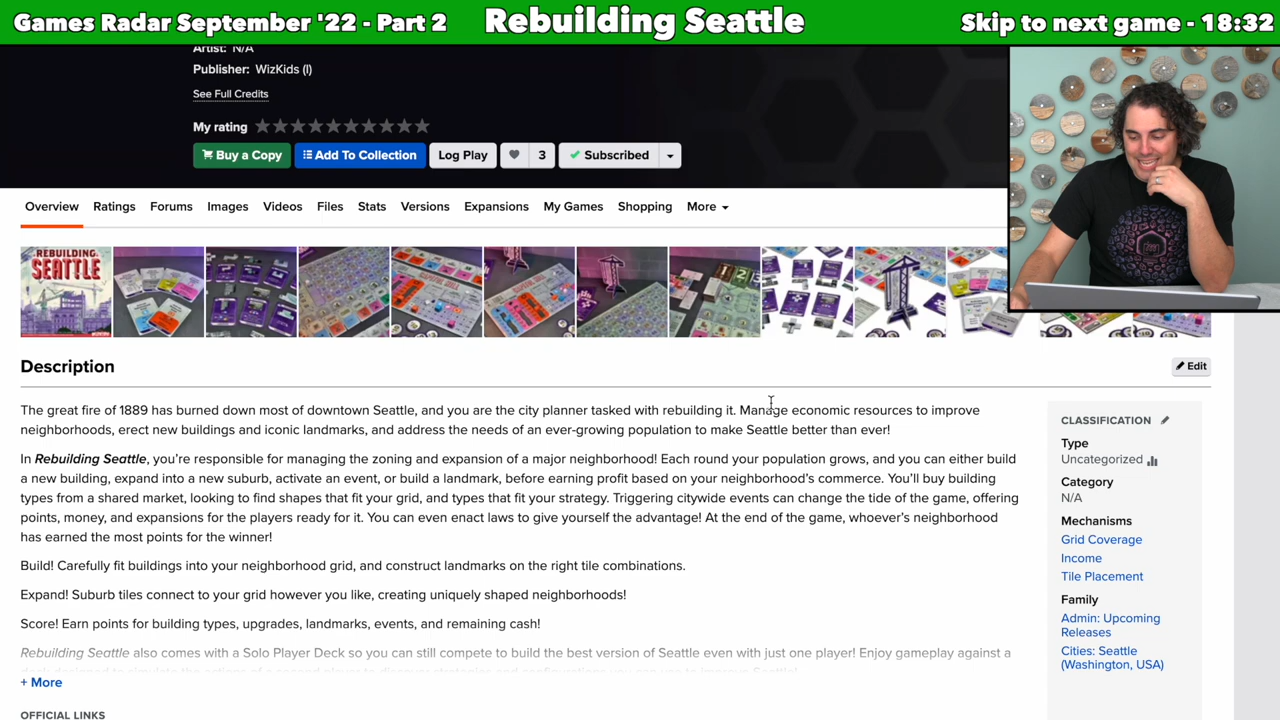 Games Radar September '22 - Part 2
Rebuilding Seattle
Skip to next game - 18:32
Artist: N/A
Publisher: WizKids (I)
See Full Credits
My rating
Buy a Copy
Add To Collection
Log Play
3
Subscribed
Overview
Ratings
Forums
Images
Videos
Files
Stats
Versions
Expansions
My Games
Shopping
More
REBUILDING
SEATTLE
Description
Edit
The great fire of 1889 has burned down most of downtown Seattle, and you are the city planner tasked with rebuilding it. Manage economic resources to improve
neighborhoods, erect new buildings and iconic landmarks, nd adress the needs of an ever-growing population to make Seattle better than ever!
In Rebuilding Seattle, you're responsible for managing the zoning and expansion of a major neighborhood! Each round your population grows, and you can either build
a new building, expand into a new suburb, activate an event, or build a landmark, before earning profit based on your neighborhood's commerce. You'll buy building
types from a shared market, looking to find shapes that fit your grid, and types that fit your strategy. Triggering citywide events can change the tide of the game, offering
points, money, and expansions for the players ready for it. You can even enact laws to give yourself the advantage! At the end of the game, whoever's neighborhood
has earned the most points for the winner!
Build! Carefully fit buildings into your neighborhood grid, and construct landmarks on the right tile combinations.
Expand! Suburb tiles connect to your grid however you like, creating uniquely shaped neighborhoods!
Score! Earn points for building types, upgrades, landmarks, events, and remaining cash!
Rebuilding Seattle also comes with a Solo Player Deck so you can still compete to build the best version of Seattle even with just one player! Enjoy gameplay against a
+ More
OFFICIAL LINKS
CLASSIFICATION
Type
Uncategorized
Category
N/A
Mechanisms
Grid Coverage
Income
Tile Placement
Family
Admin: Upcoming
Releases
Cities: Seattle
(Washington, USA)